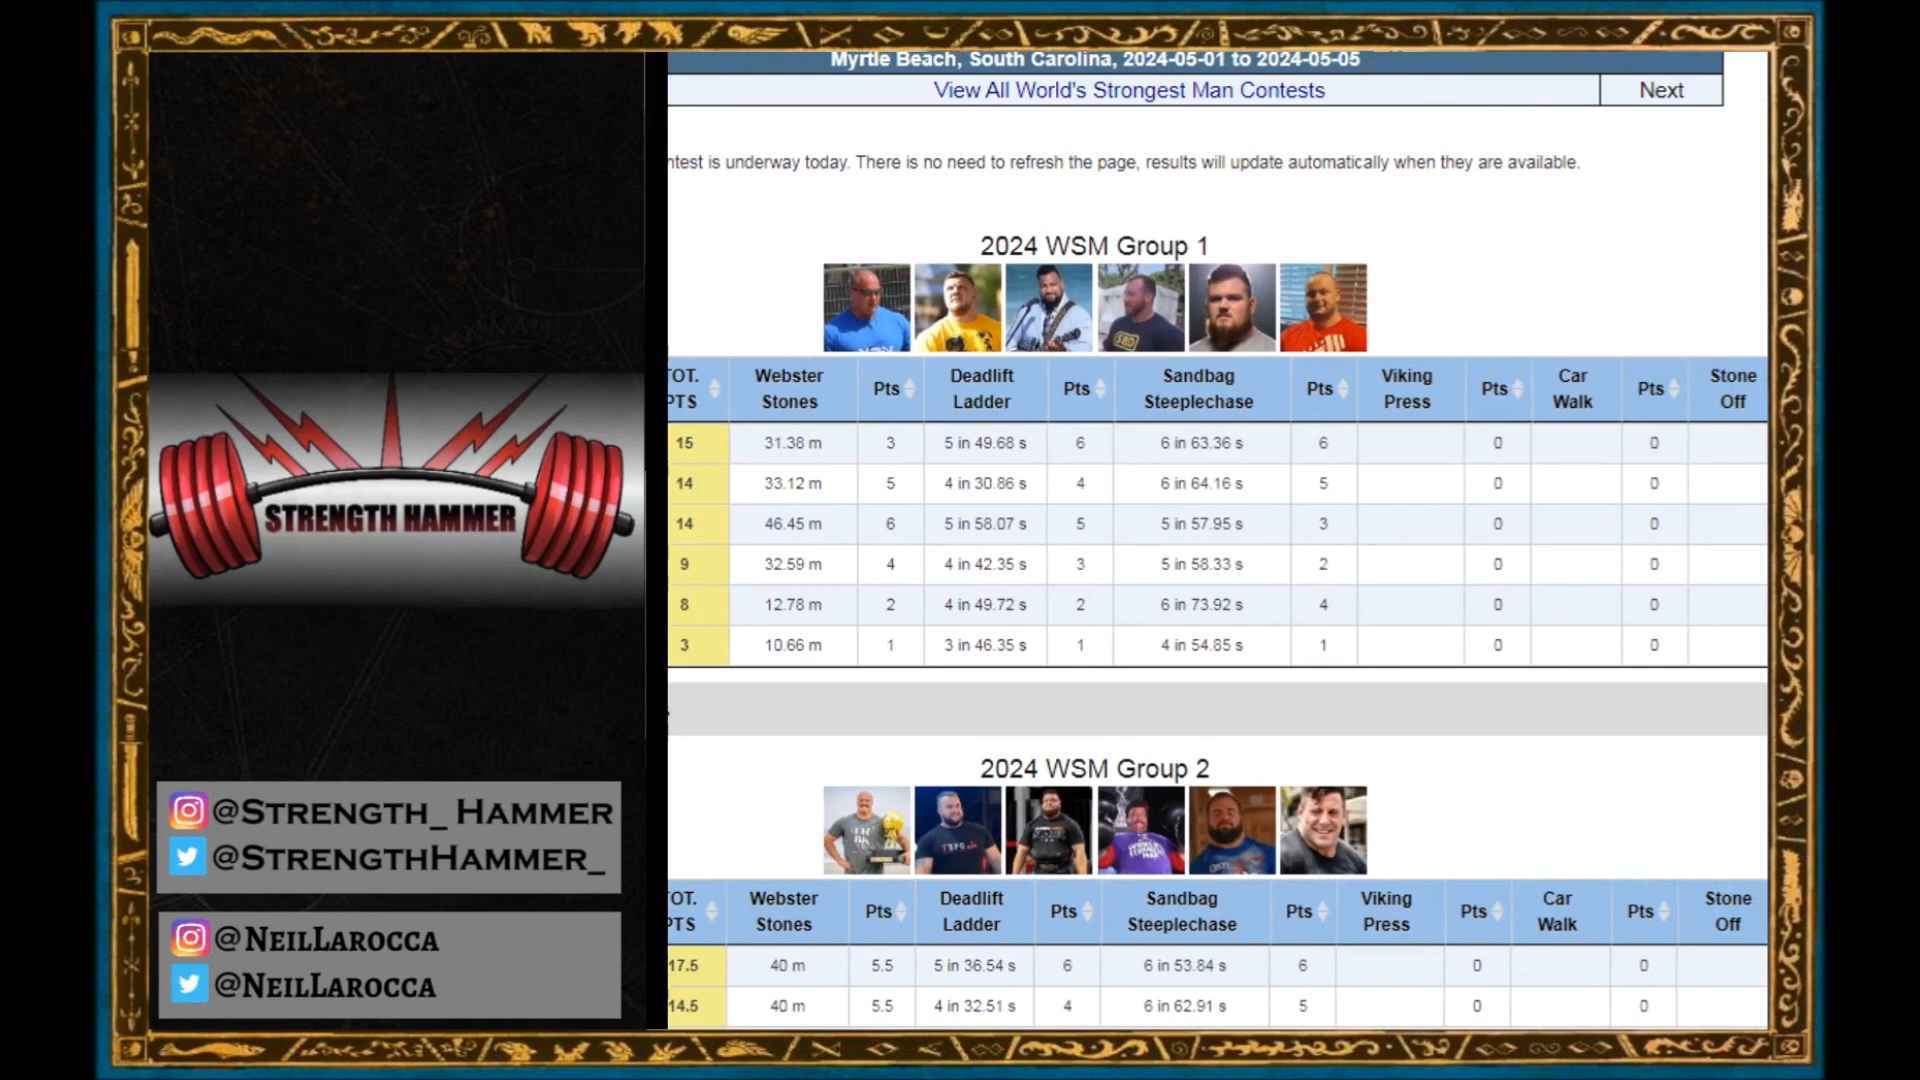 Myrtle Beach, South Carolina, 2024-05-01 to 2024-05-05
View All World's Strongest Man Contests Next
ntest is underway today. There is no need to refresh the page, results will update automatically when they are available.
2024 WSM Group 1
OT. PTS Webster Stones Pts Deadlift Ladder Pts Sandbag Steeplechase Pts Viking Press Pts Car Walk Pts Stone Off
15 31.38 m 3 5 in 49.68 s 6 6 in 63.36 s 6 0 0
14 33.12 m 5 4 in 30.86 s 4 6 in 64.16 s 5 0 0
14 46.45 m 6 5 in 58.07 s 5 5 in 57.95 s 3 0 0
9 32.59 m 4 4 in 42.35 s 3 5 in 58.33 s 2 0 0
8 12.78 m 2 4 in 49.72 s 2 6 in 73.92 s 4 0 0
3 10.66 m 1 3 in 46.35 s 1 4 in 54.85 s 1 0 0
2024 WSM Group 2
OT. PTS Webster Stones Pts Deadlift Ladder Pts Sandbag Steeplechase Pts Viking Press Pts Car Walk Pts Stone Off
17.5 40 m 5.5 5 in 36.54 s 6 6 in 53.84 s 6 0 0
14.5 40 m 5.5 4 in 32.51 s 4 6 in 62.91 s 5 0 0
STRENGTH HAMMER
@STRENGTH_HAMMER
@STRENGTHHAMMER_
@NEILLAROCCA
@NEILLAROCCA